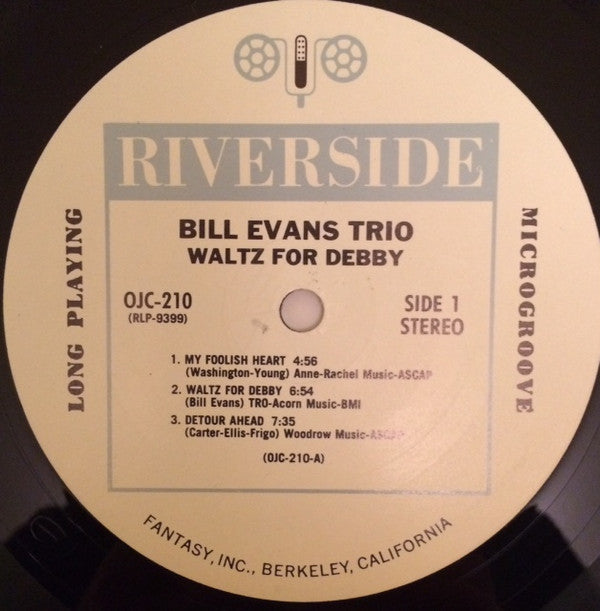 RIVERSIDE
BILL EVANS TRIO
WALTZ FOR DEBBY
LONG PLAYING
MICROGROOVE
OJC-210
(RLP-9399)
SIDE 1
STEREO
1. MY FOOLISH HEART 4:56
(Washington-Young) Anne-Rachel Music-ASCAP
2. WALTZ FOR DEBBY 6:54
(Bill Evans) TRO-Acorn Music-BMI
3. DETOUR AHEAD 7:35
(Carter-Ellis-Frigo) Woodrow Music-ASCAP
(OJC-210-A)
FANTASY, INC., BERKELEY, CALIFORNIA